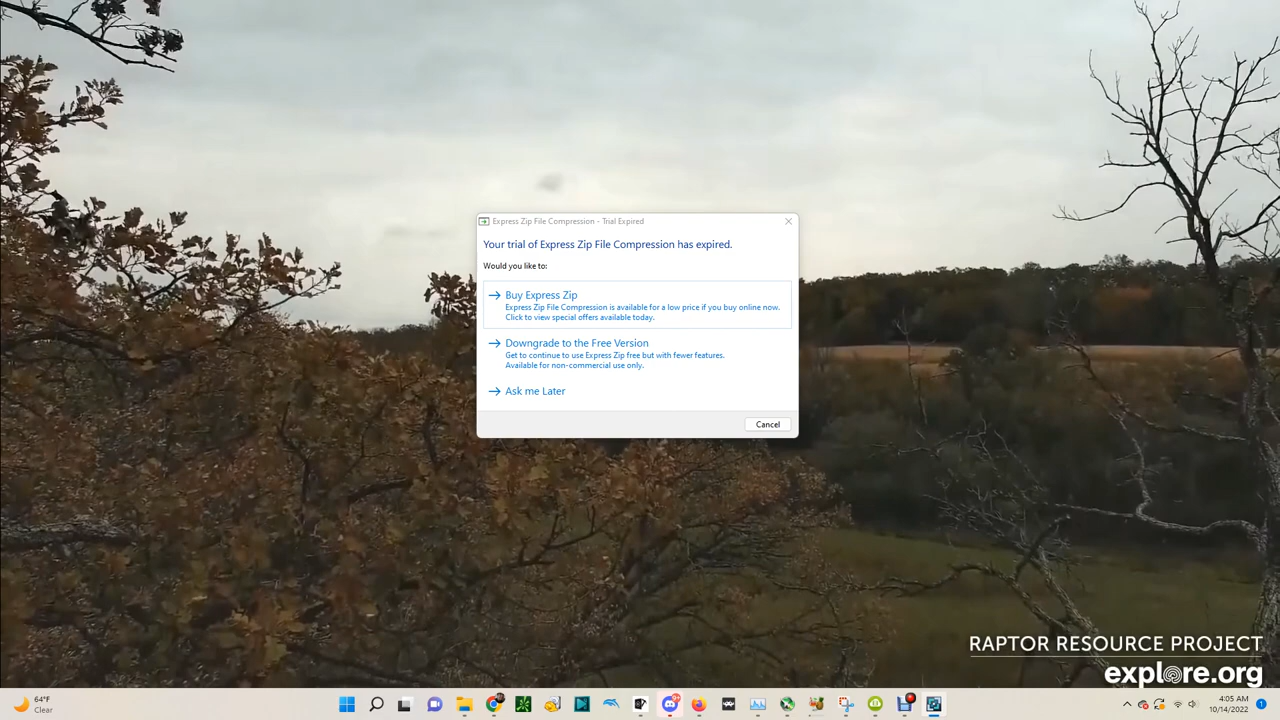 Express Zip File Compression - Trial Expired
Your trial of Express Zip File Compression has expired.
Would you like to:
Buy Express Zip
Express Zip File Compression is available for a low price if you buy online now.
Click to view special offers available today.
Downgrade to the Free Version
Get to continue to use Express Zip free but with fewer features.
Available for non-commercial use only.
Ask me Later
Cancel
RAPTOR RESOURCE PROJECT
explore.org
64°F
Clear
9+
4:05 AM
10/14/2022
1